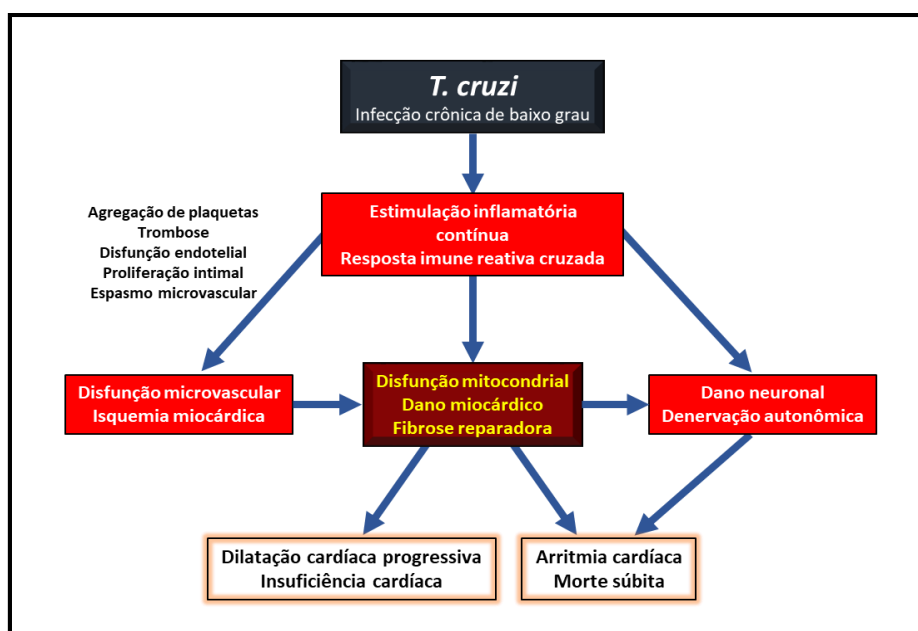 T. cruzi
Infecção crônica de baixo grau
Agregação de plaquetas
Trombose
Disfunção endotelial
Proliferação intimal
Espasmo microvascular
Estimulação inflamatória
contínua
Resposta imune reativa cruzada
Disfunção microvascular
Isquemia miocárdica
Disfunção mitocondrial
Dano miocárdico
Fibrose reparadora
Dano neuronal
Denervação autonômica
Dilatação cardíaca progressiva
Insuficiência cardíaca
Arritmia cardíaca
Morte súbita